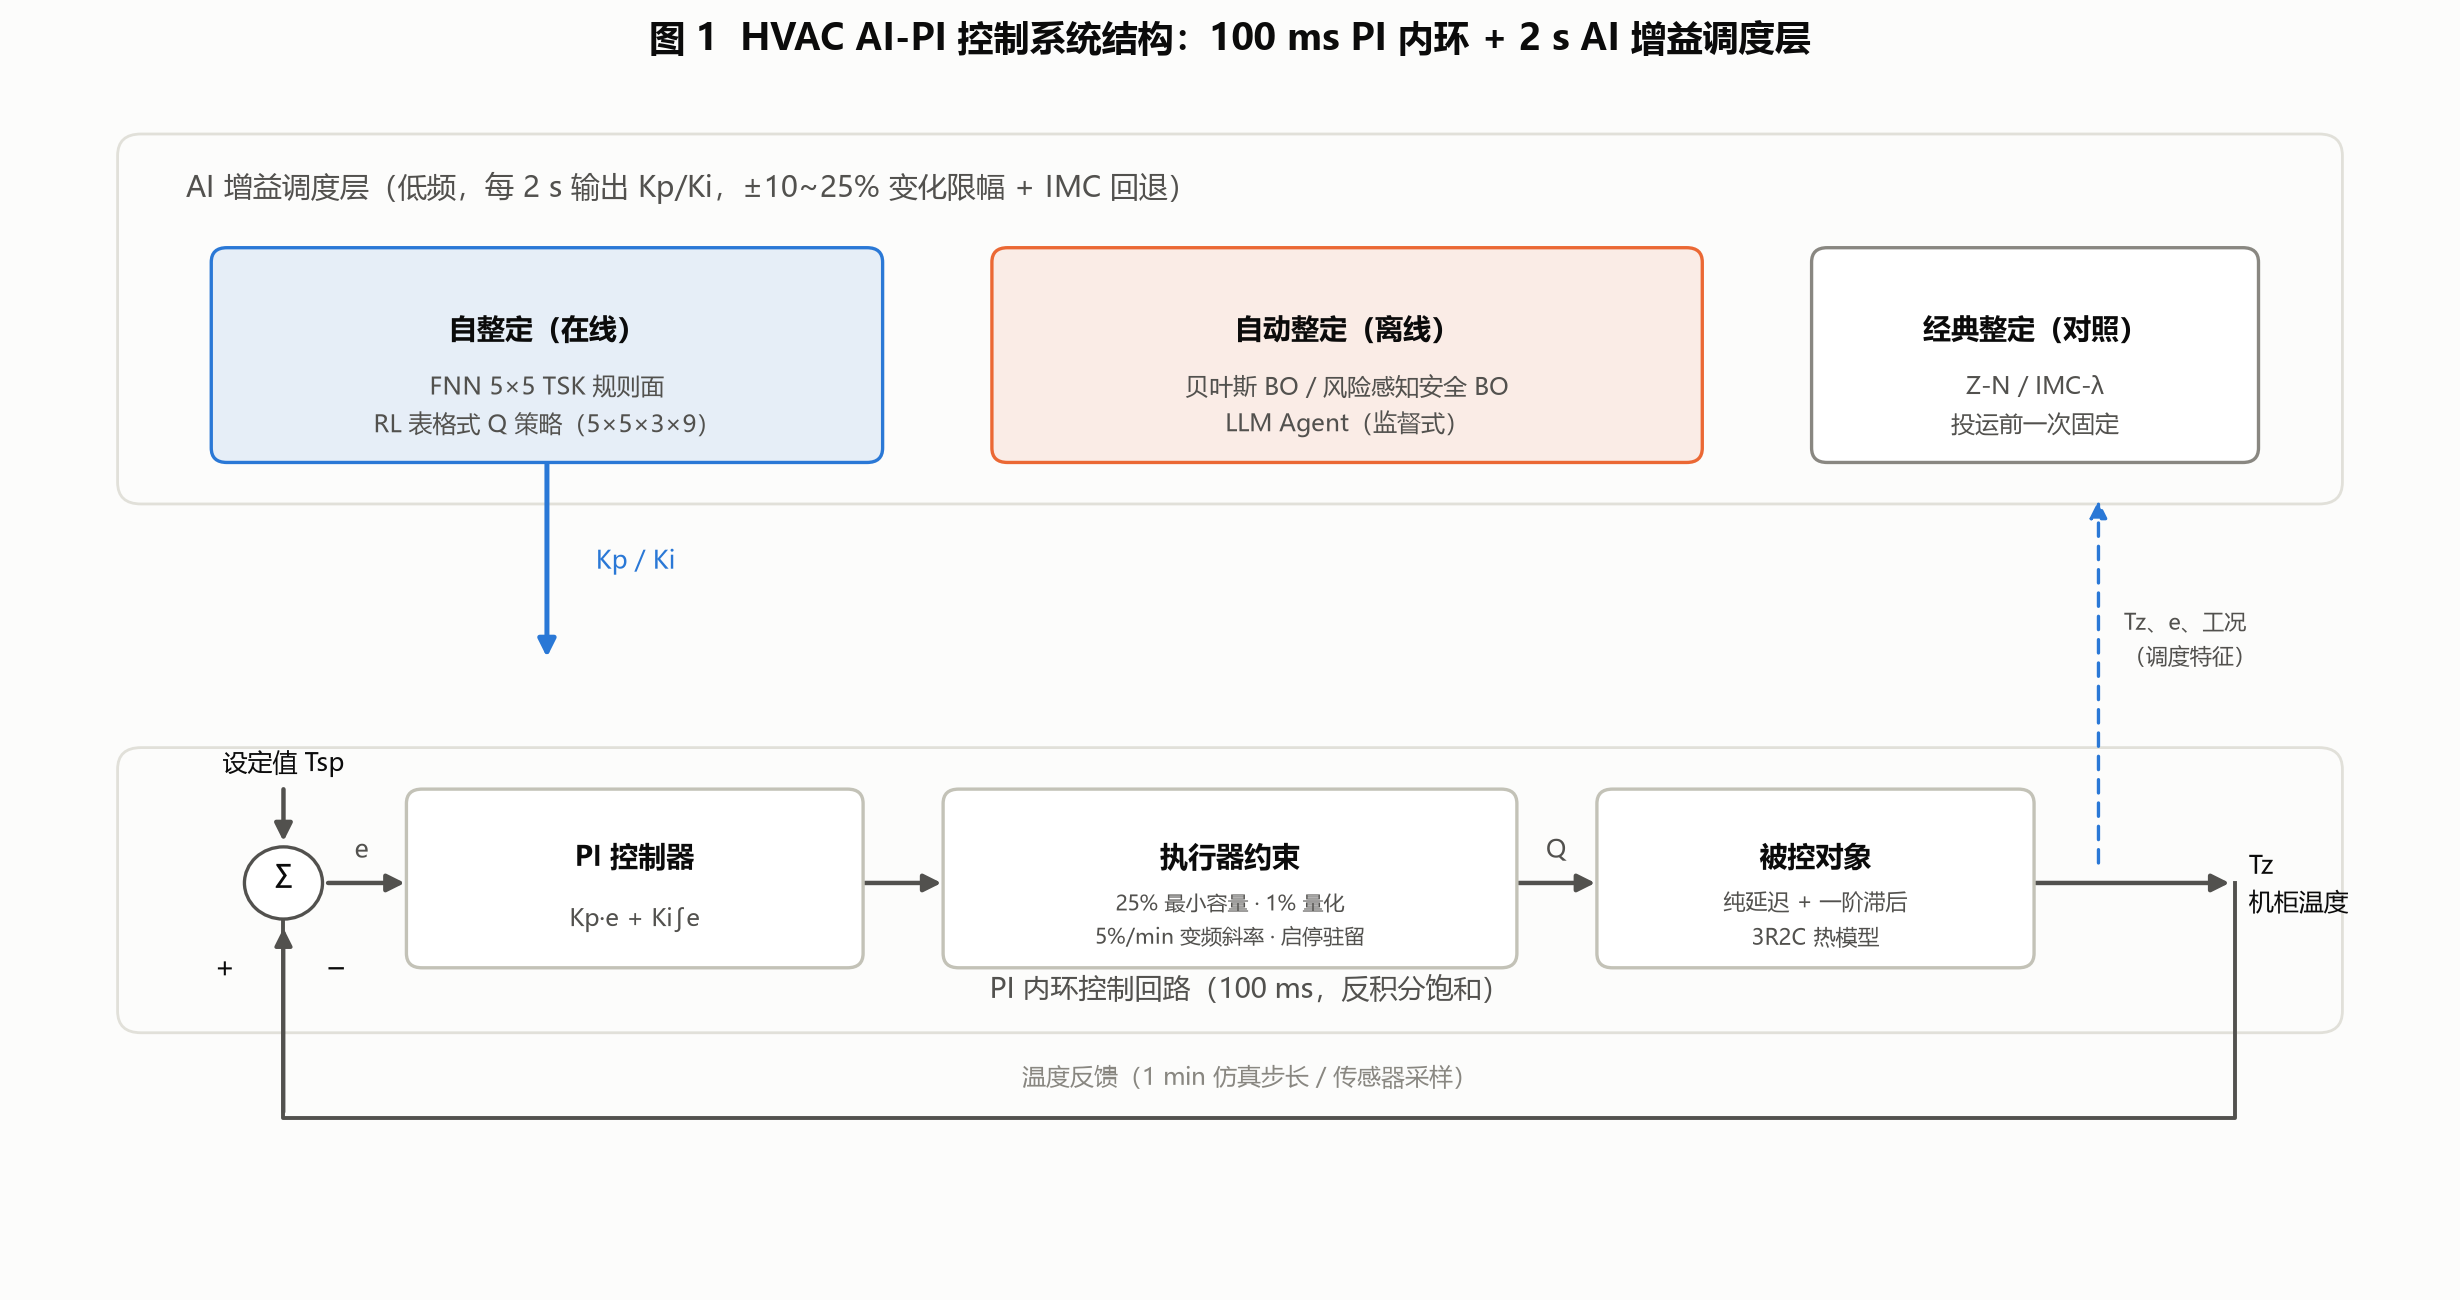 图 1 HVAC AI-PI 控制系统结构：100 ms PI 内环 + 2 s AI 增益调度层
AI 增益调度层（低频，每 2 s 输出 Kp/Ki，±10~25% 变化限幅 + IMC 回退）
自整定（在线）
FNN 5×5 TSK 规则面
RL 表格式 Q 策略（5×5×3×9）
自动整定（离线）
贝叶斯 BO / 风险感知安全 BO
LLM Agent（监督式）
经典整定（对照）
Z-N / IMC-λ
投运前一次固定
Kp / Ki
Tz、e、工况
（调度特征）
设定值 Tsp
Σ
e
+
−
PI 控制器
Kp·e + Ki∫e
执行器约束
25% 最小容量 · 1% 量化
5%/min 变频斜率 · 启停驻留
Q
被控对象
纯延迟 + 一阶滞后
3R2C 热模型
Tz
机柜温度
PI 内环控制回路（100 ms，反积分饱和）
温度反馈（1 min 仿真步长 / 传感器采样）